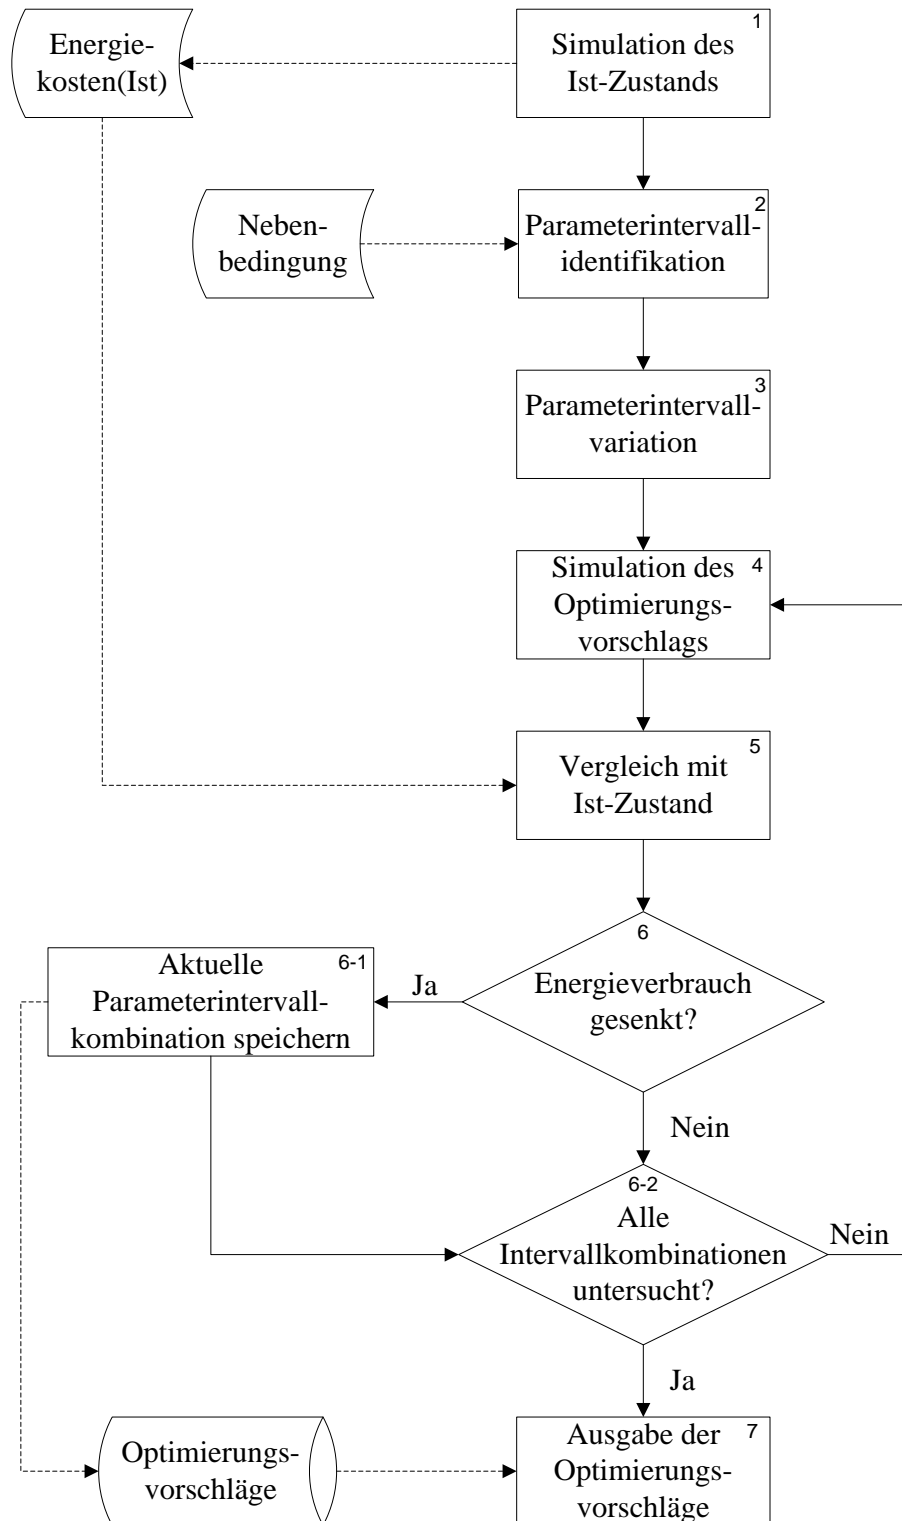 Energie-
kosten(Ist)
1
Simulation des
Ist-Zustands
Neben-
bedingung
2
Parameterintervall-
identifikation
3
Parameterintervall-
variation
4
Simulation des
Optimierungs-
vorschlags
5
Vergleich mit
Ist-Zustand
6
Energieverbrauch
gesenkt?
Ja
6-1
Aktuelle
Parameterintervall-
kombination speichern
Nein
6-2
Alle
Intervallkombinationen
untersucht?
Nein
Ja
Optimierungs-
vorschläge
7
Ausgabe der
Optimierungs-
vorschläge